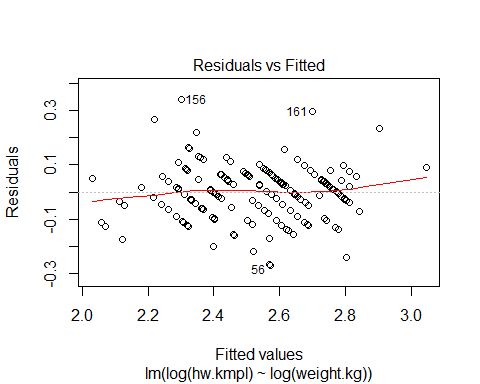 Residuals vs Fitted
Residuals
0.3
0.1
-0.1
-0.3
156
161
56
2.0 2.2 2.4 2.6 2.8 3.0
Fitted values
lm(log(hw.kmpl) ~ log(weight.kg))